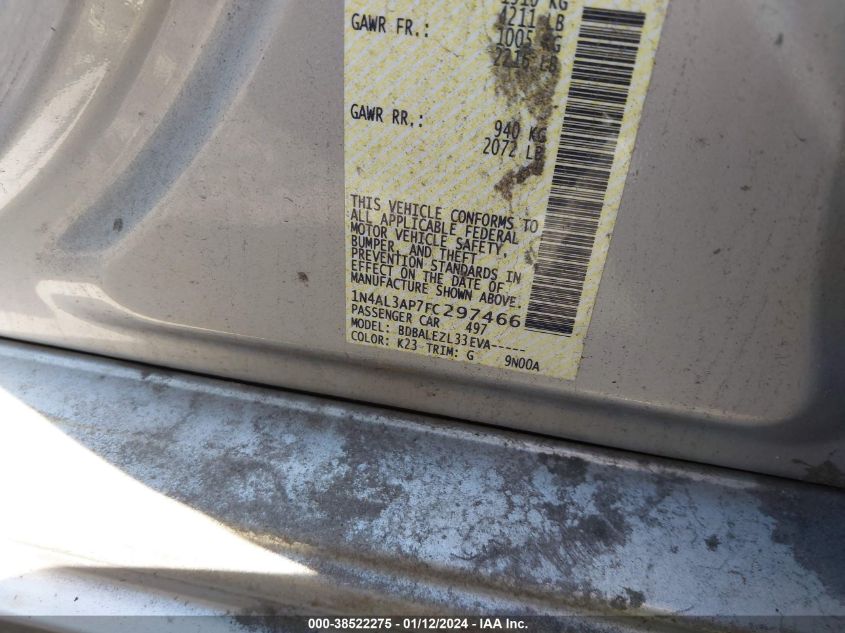 4211 LB
GAWR FR.: 1005 KG
2216 LB
GAWR RR.: 940 KG
2072 LB
THIS VEHICLE CONFORMS TO
ALL APPLICABLE FEDERAL
MOTOR VEHICLE SAFETY,
BUMPER, AND THEFT
PREVENTION STANDARDS IN
EFFECT ON THE DATE OF
MANUFACTURE SHOWN ABOVE.
1N4AL3AP7FC297466
PASSENGER CAR 497
MODEL: BDBALEZL33EVA-----
COLOR: K23 TRIM: G 9N00A
000-38522275 - 01/12/2024 - IAA Inc.